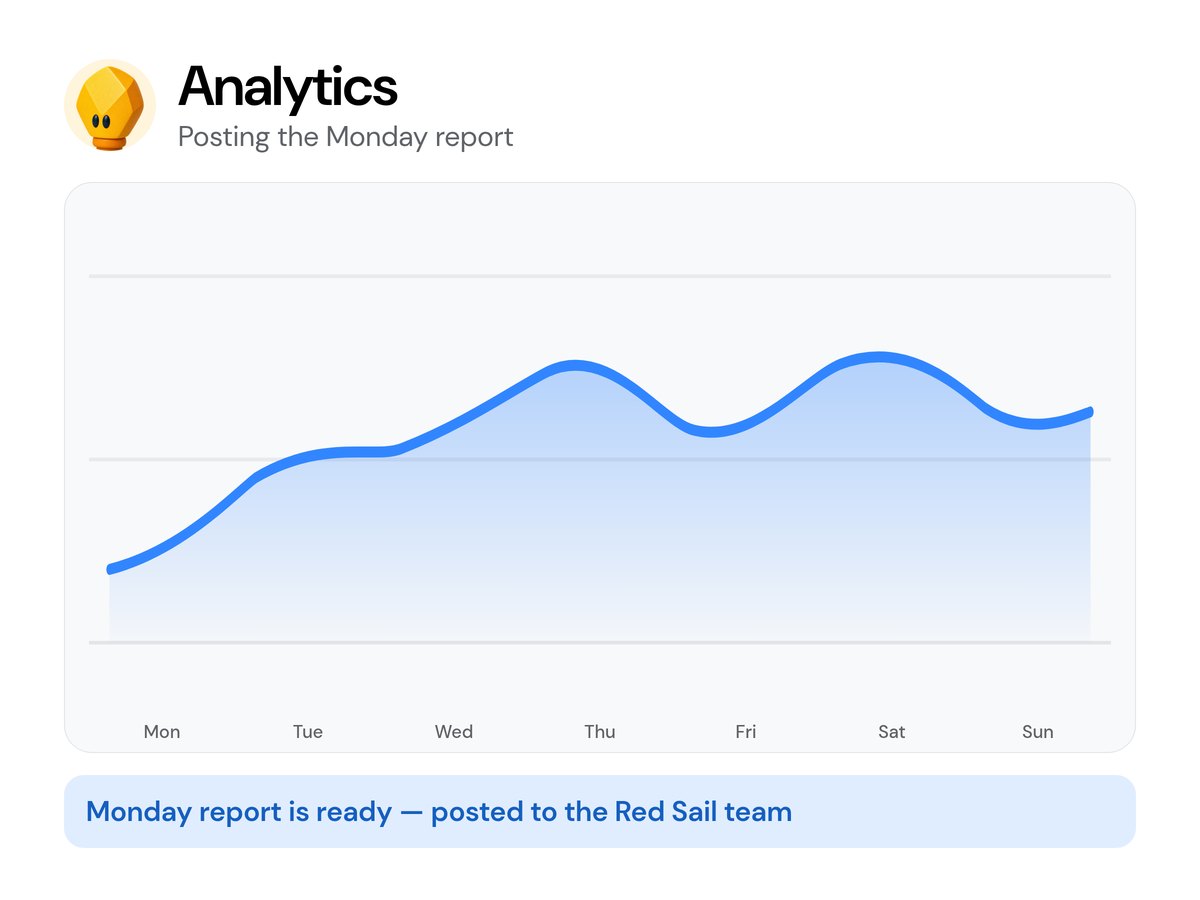 Analytics
Posting the Monday report
Mon Tue Wed Thu Fri Sat Sun
Monday report is ready — posted to the Red Sail team